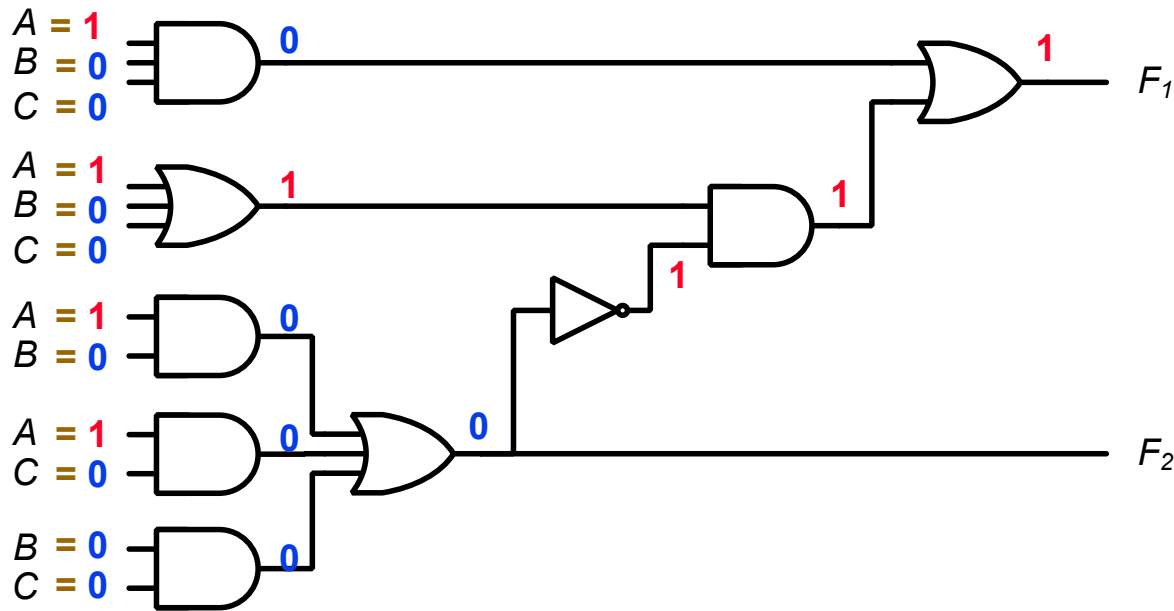 A = 1
0
1
B = 0
F1
C = 0
A = 1
1
1
B = 0
C = 0
1
A = 1
0
B = 0
A = 1
0
0
C = 0
F2
B = 0
0
C = 0